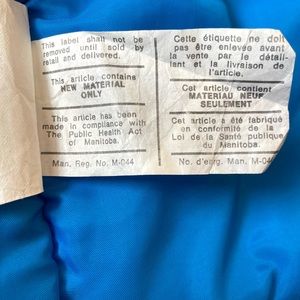 This label shall not be
removed until sold by
retail and delivered.
This article contains
NEW MATERIAL
ONLY
This article has been
made in compliance with
The Public Health Act
of Manitoba.
Man. Reg. No. M-044
Cette étiquette ne doit
pas être enlevée avant
la vente par le détail-
lant et la livraison de
l'article.
Cet article contient
MATERIAU NEUF
SEULEMENT
Cet article a été fabriqué
en conformité de la
Loi de la Santé publique
du Manitoba.
No. d'enrg. Man. M-044